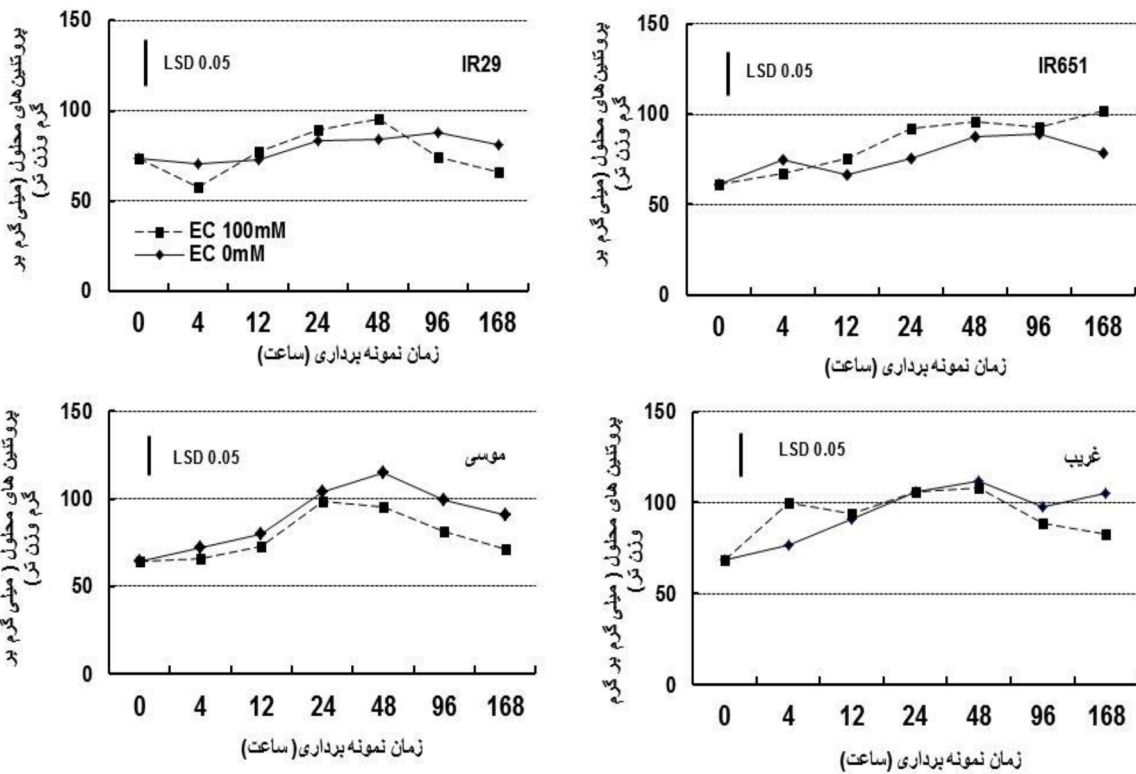 پروتئین های محلول (میلی گرم بر
گرم وزن تر)
150
100
50
0
LSD 0.05
IR29
EC 100mM
EC 0mM
0 4 12 24 48 96 168
زمان نمونه برداری (ساعت)
پروتئین های محلول (میلی گرم بر
گرم وزن تر)
150
100
50
0
LSD 0.05
IR651
0 4 12 24 48 96 168
زمان نمونه برداری (ساعت)
پروتئین های محلول ( میلی گرم بر
گرم وزن تر)
150
100
50
0
LSD 0.05
موسی
0 4 12 24 48 96 168
زمان نمونه برداری( ساعت)
پروتئین های محلول ( میلی گرم بر گرم
وزن تر)
150
100
50
0
LSD 0.05
غریب
0 4 12 24 48 96 168
زمان نمونه برداری (ساعت)